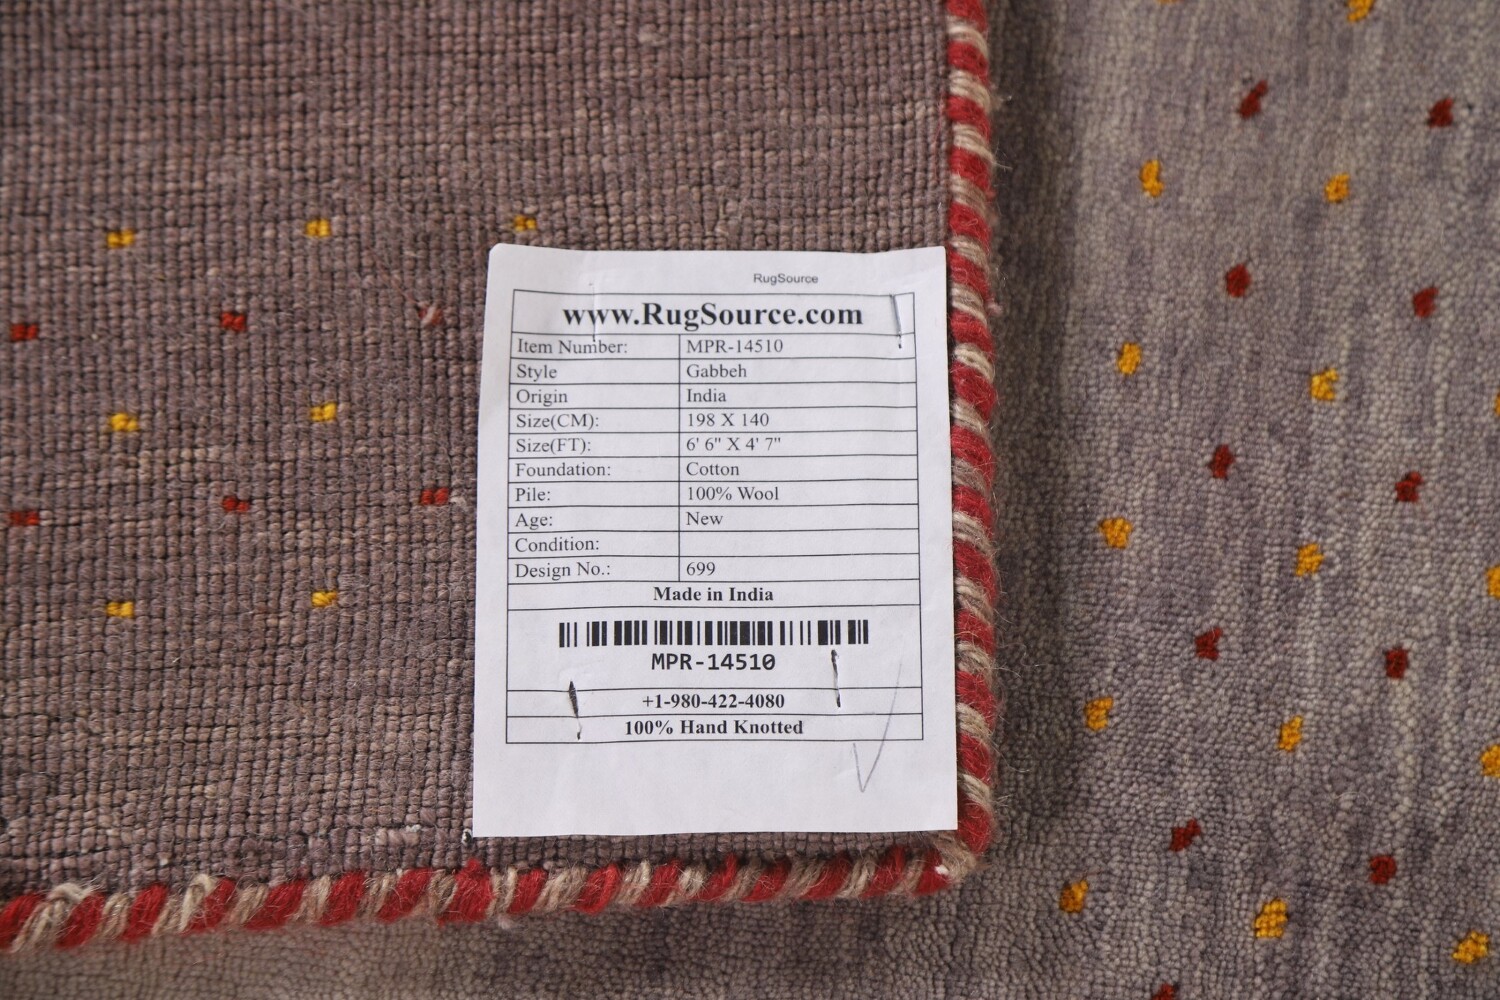 RugSource
www.RugSource.com
Item Number: MPR-14510
Style Gabbeh
Origin India
Size(CM): 198 X 140
Size(FT): 6' 6" X 4' 7"
Foundation: Cotton
Pile: 100% Wool
Age: New
Condition:
Design No.: 699
Made in India
MPR-14510
+1-980-422-4080
100% Hand Knotted